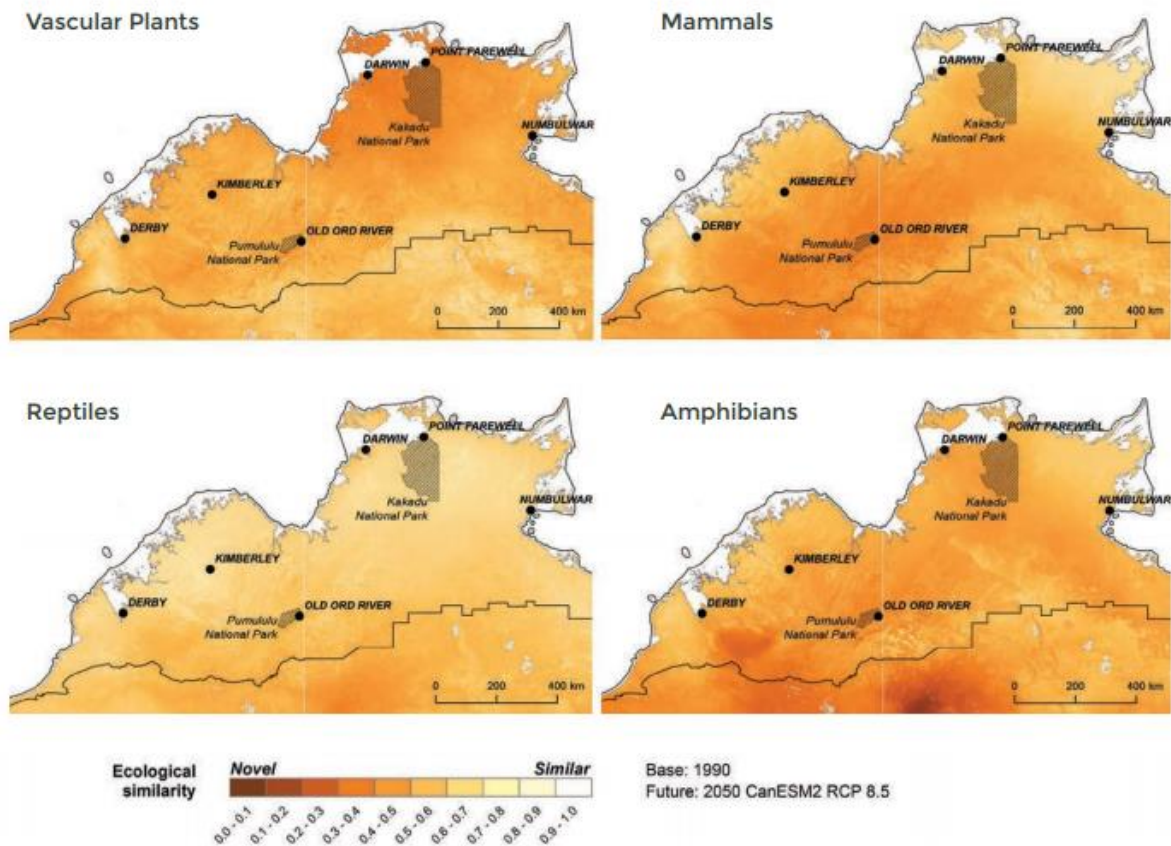 Vascular Plants
POINT FAREWELL
DARWIN
Kakadu
National Park
NUMBULWAR
KIMBERLEY
DERBY
OLD ORD RIVER
Purnululu
National Park
0 200 400 km
Mammals
POINT FAREWELL
DARWIN
Kakadu
National Park
NUMBULWAR
KIMBERLEY
DERBY
OLD ORD RIVER
Purnululu
National Park
0 200 400 km
Reptiles
POINT FAREWELL
DARWIN
Kakadu
National Park
NUMBULWAR
KIMBERLEY
DERBY
OLD ORD RIVER
Purnululu
National Park
0 200 400 km
Amphibians
POINT FAREWELL
DARWIN
Kakadu
National Park
NUMBULWAR
KIMBERLEY
DERBY
OLD ORD RIVER
Purnululu
National Park
0 200 400 km
Ecological
similarity
Novel Similar
0.0 - 0.1
0.1 - 0.2
0.2 - 0.3
0.3 - 0.4
0.4 - 0.5
0.5 - 0.6
0.6 - 0.7
0.7 - 0.8
0.8 - 0.9
0.9 - 1.0
Base: 1990
Future: 2050 CanESM2 RCP 8.5